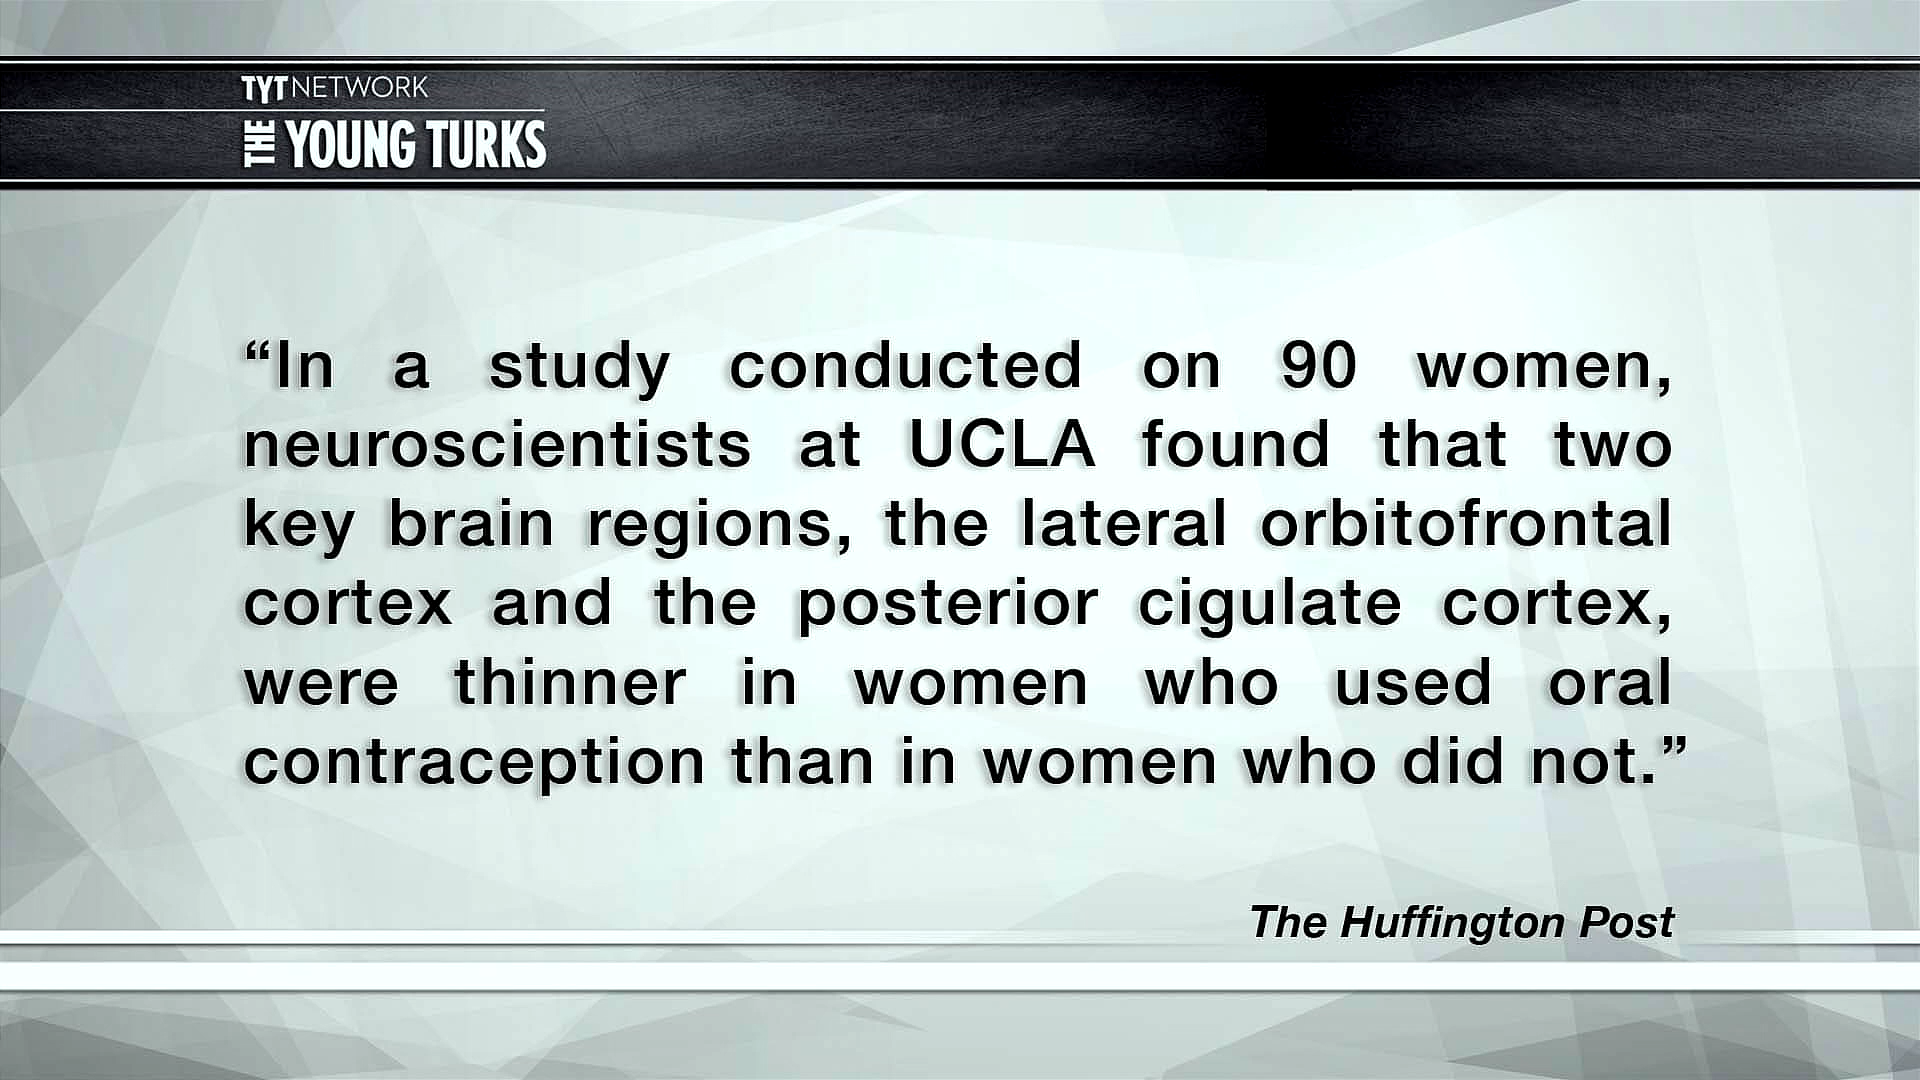 TYT NETWORK
THE YOUNG TURKS
“In a study conducted on 90 women,
neuroscientists at UCLA found that two
key brain regions, the lateral orbitofrontal
cortex and the posterior cigulate cortex,
were thinner in women who used oral
contraception than in women who did not.”
The Huffington Post